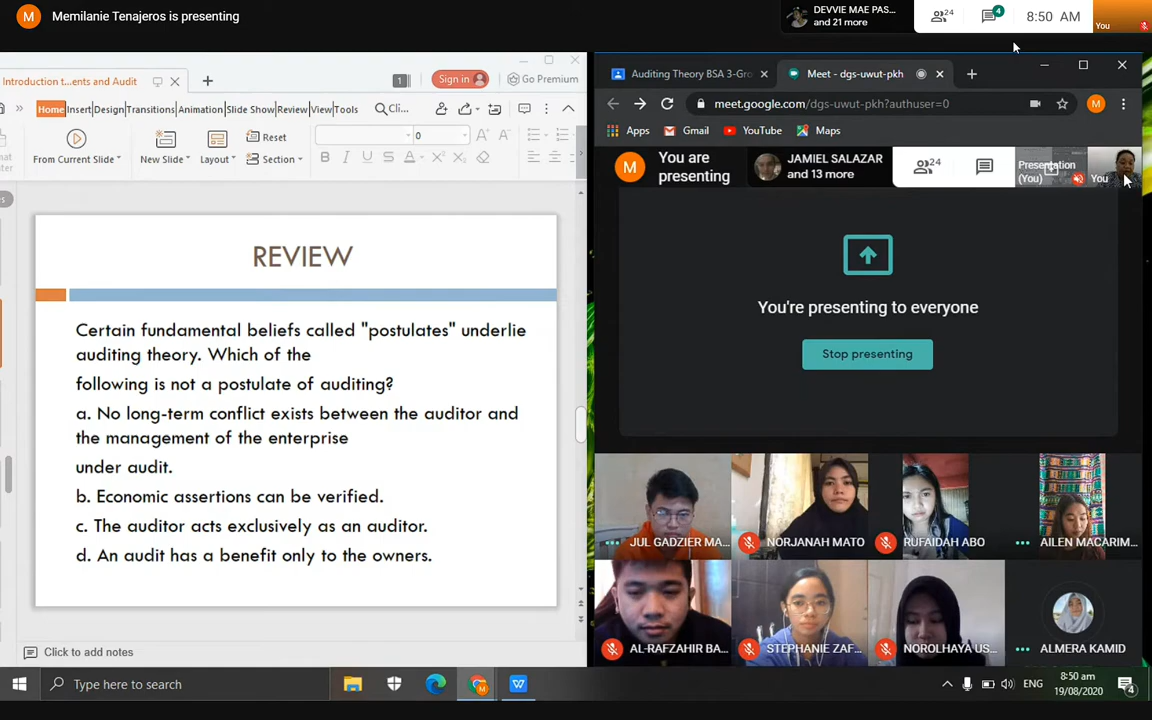 M Memilanie Tenajeros is presenting
DEVVIE MAE PAS...
and 21 more
24
4
8:50 AM
You
Introduction t...ents and Audit
1
Sign in
Go Premium
Home Insert Design Transitions Animation Slide Show Review View Tools
Cli...
From Current Slide
New Slide
Layout
Reset
Section
0
B I U S A
REVIEW
Certain fundamental beliefs called "postulates" underlie
auditing theory. Which of the
following is not a postulate of auditing?
a. No long-term conflict exists between the auditor and
the management of the enterprise
under audit.
b. Economic assertions can be verified.
c. The auditor acts exclusively as an auditor.
d. An audit has a benefit only to the owners.
Click to add notes
Auditing Theory BSA 3-Gro
Meet - dgs-uwut-pkh
meet.google.com/dgs-uwut-pkh?authuser=0
M
Apps Gmail YouTube Maps
M You are
presenting
JAMIEL SALAZAR
and 13 more
24
Presentation
(You)
You
You're presenting to everyone
Stop presenting
JUL GADZIER MA...
NORJANAH MATO
RUFAIDAH ABO
AILEN MACARIM...
AL-RAFZAHIR BA...
STEPHANIE ZAF...
NOROLHAYA US...
ALMERA KAMID
Type here to search
ENG
8:50 am
19/08/2020
4